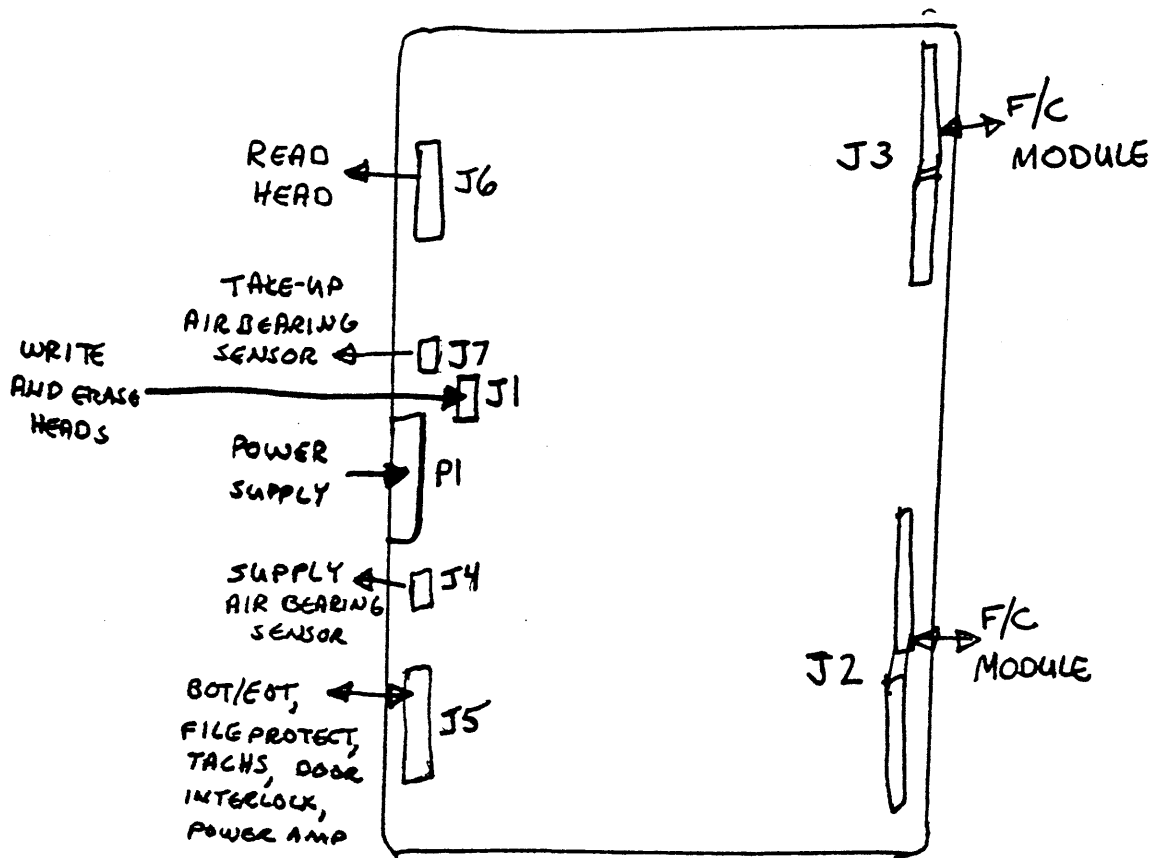 F/C
MODULE
J3
READ
HEAD
J6
TAKE-UP
AIR BEARING
SENSOR
J7
WRITE
AND ERASE
HEADS
J1
POWER
SUPPLY
P1
SUPPLY
AIR BEARING
SENSOR
J4
F/C
MODULE
J2
BOT/EOT,
FILE PROTECT,
TACHS, DOOR
INTERLOCK,
POWER AMP
J5